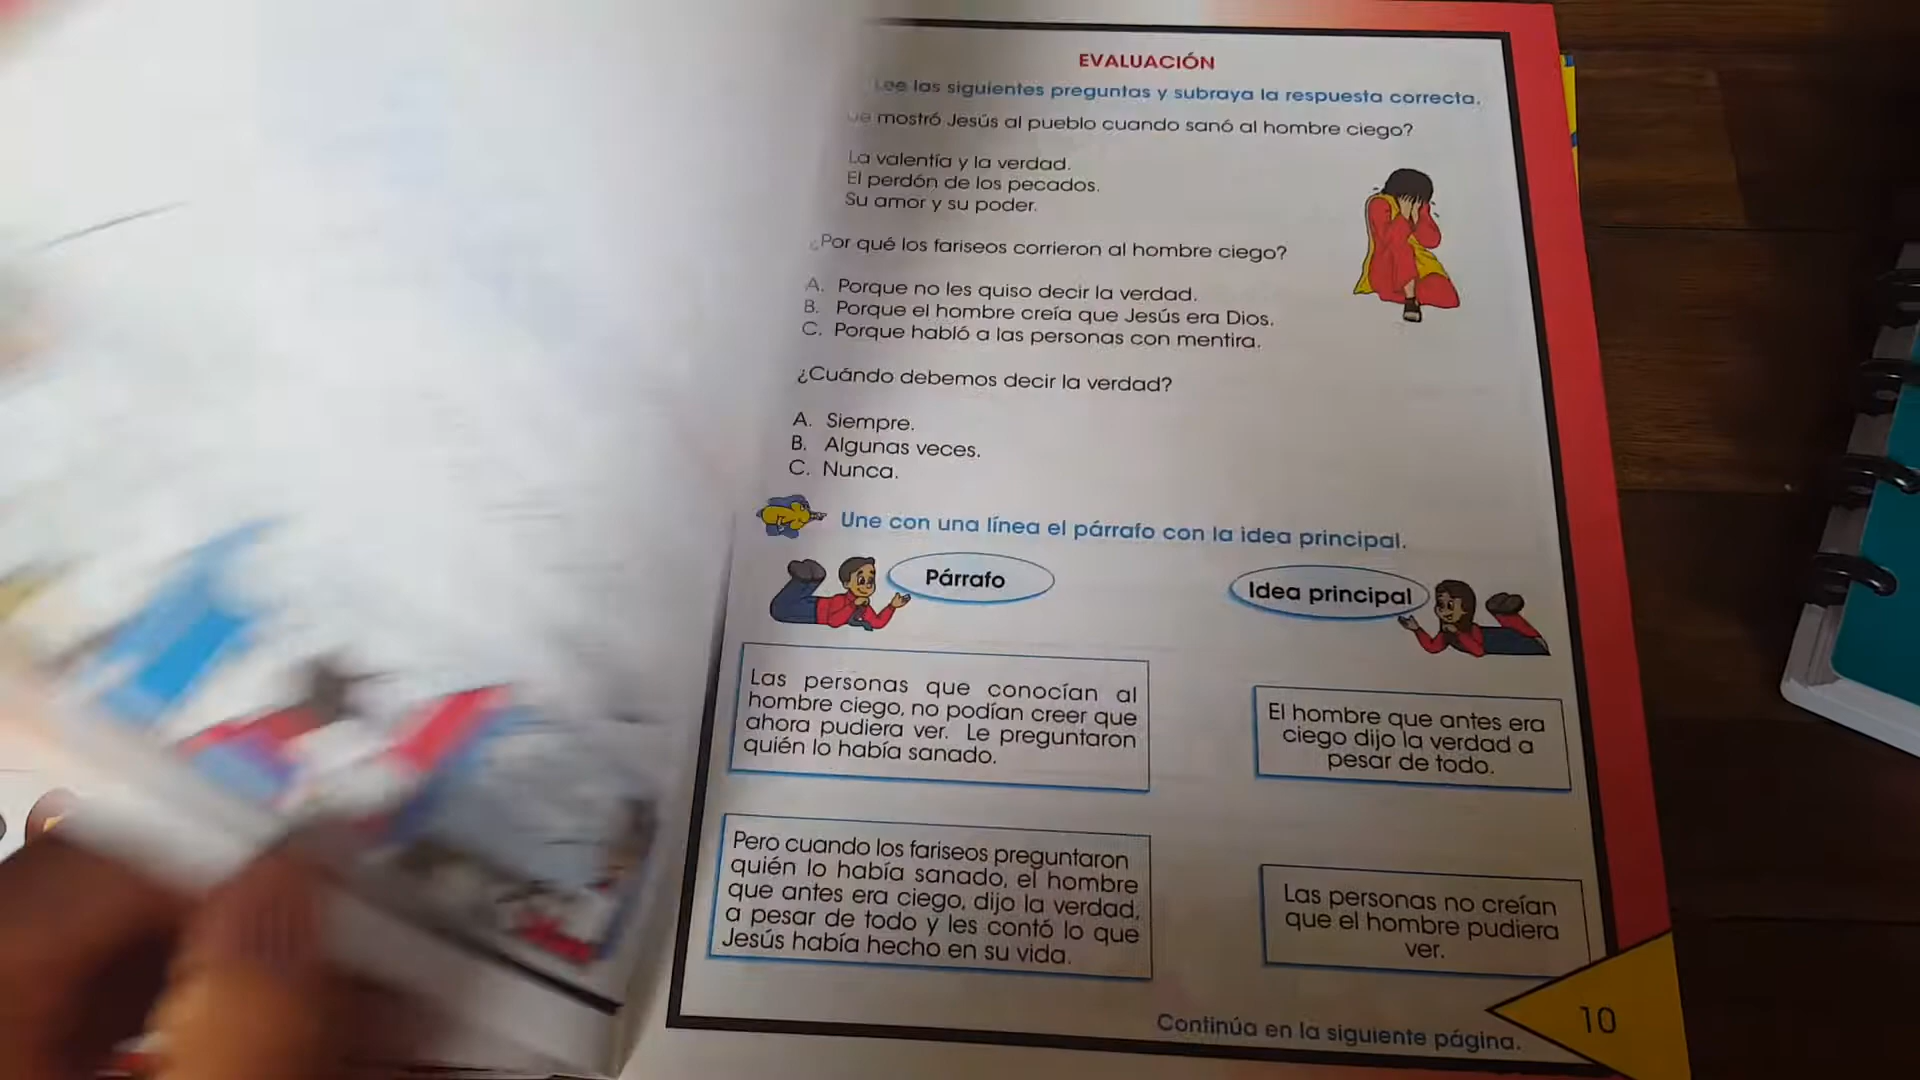 EVALUACIÓN
Lee las siguientes preguntas y subraya la respuesta correcta.
mostró Jesús al pueblo cuando sanó al hombre ciego?
La valentía y la verdad.
El perdón de los pecados.
Su amor y su poder.
¿Por qué los fariseos corrieron al hombre ciego?
A. Porque no les quiso decir la verdad.
B. Porque el hombre creía que Jesús era Dios.
C. Porque habló a las personas con mentira.
¿Cuándo debemos decir la verdad?
A. Siempre.
B. Algunas veces.
C. Nunca.
Une con una línea el párrafo con la idea principal.
Párrafo
Idea principal
Las personas que conocían al
hombre ciego, no podían creer que
ahora pudiera ver. Le preguntaron
quién lo había sanado.
El hombre que antes era
ciego dijo la verdad a
pesar de todo.
Pero cuando los fariseos preguntaron
quién lo había sanado, el hombre
que antes era ciego, dijo la verdad,
a pesar de todo y les contó lo que
Jesús había hecho en su vida.
Las personas no creían
que el hombre pudiera
ver.
Continúa en la siguiente página.
10